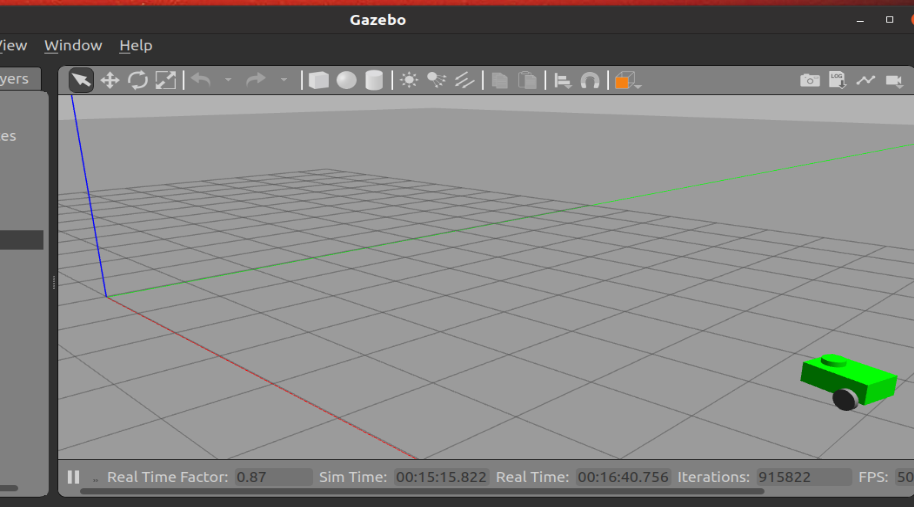 Gazebo
View Window Help
yers
LOG
es
Real Time Factor: 0.87 Sim Time: 00:15:15.822 Real Time: 00:16:40.756 Iterations: 915822 FPS: 50